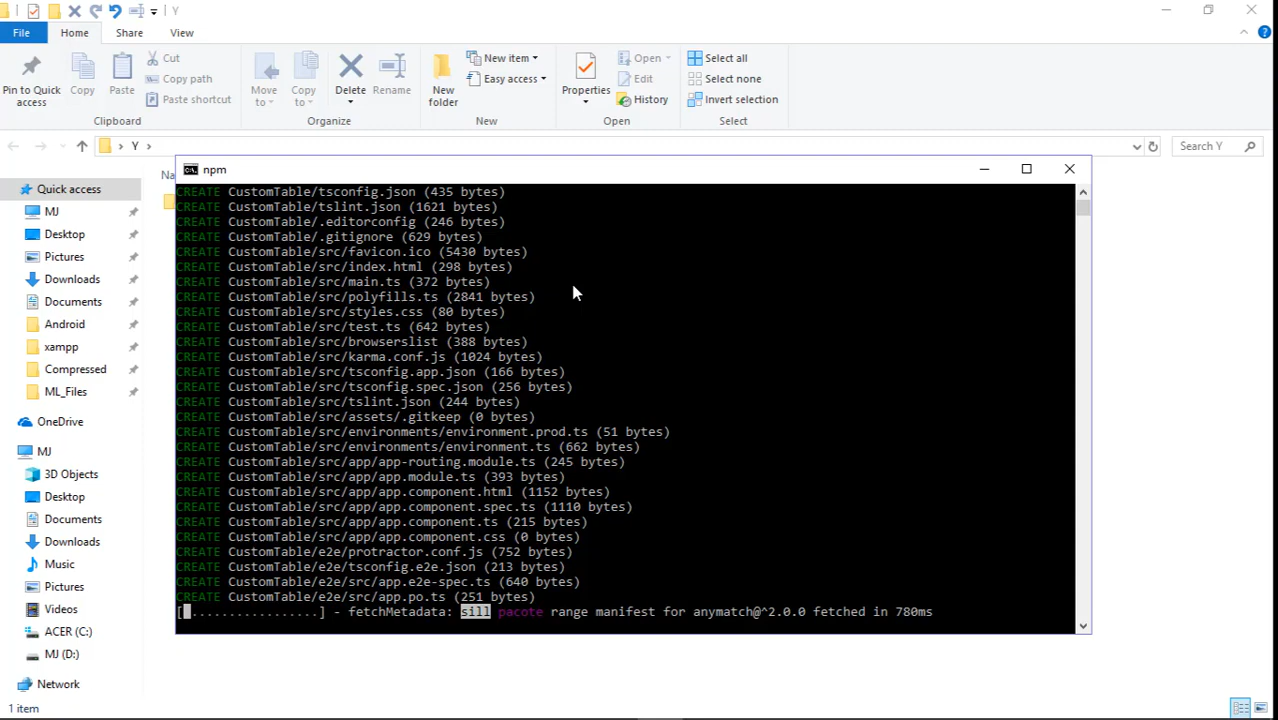 Y
File
Home
Share
View
Pin to Quick access
Copy
Paste
Cut
Copy path
Paste shortcut
Clipboard
Move to
Copy to
Delete
Rename
Organize
New folder
New item
Easy access
New
Properties
Open
Edit
History
Open
Select all
Select none
Invert selection
Select
Y
Search Y
Na
Quick access
MJ
Desktop
Pictures
Downloads
Documents
Android
xampp
Compressed
ML_Files
OneDrive
MJ
3D Objects
Desktop
Documents
Downloads
Music
Pictures
Videos
ACER (C:)
MJ (D:)
Network
1 item
npm
CREATE CustomTable/tsconfig.json (435 bytes)
CREATE CustomTable/tslint.json (1621 bytes)
CREATE CustomTable/.editorconfig (246 bytes)
CREATE CustomTable/.gitignore (629 bytes)
CREATE CustomTable/src/favicon.ico (5430 bytes)
CREATE CustomTable/src/index.html (298 bytes)
CREATE CustomTable/src/main.ts (372 bytes)
CREATE CustomTable/src/polyfills.ts (2841 bytes)
CREATE CustomTable/src/styles.css (80 bytes)
CREATE CustomTable/src/test.ts (642 bytes)
CREATE CustomTable/src/browserslist (388 bytes)
CREATE CustomTable/src/karma.conf.js (1024 bytes)
CREATE CustomTable/src/tsconfig.app.json (166 bytes)
CREATE CustomTable/src/tsconfig.spec.json (256 bytes)
CREATE CustomTable/src/tslint.json (244 bytes)
CREATE CustomTable/src/assets/.gitkeep (0 bytes)
CREATE CustomTable/src/environments/environment.prod.ts (51 bytes)
CREATE CustomTable/src/environments/environment.ts (662 bytes)
CREATE CustomTable/src/app/app-routing.module.ts (245 bytes)
CREATE CustomTable/src/app/app.module.ts (393 bytes)
CREATE CustomTable/src/app/app.component.html (1152 bytes)
CREATE CustomTable/src/app/app.component.spec.ts (1110 bytes)
CREATE CustomTable/src/app/app.component.ts (215 bytes)
CREATE CustomTable/src/app/app.component.css (0 bytes)
CREATE CustomTable/e2e/protractor.conf.js (752 bytes)
CREATE CustomTable/e2e/tsconfig.e2e.json (213 bytes)
CREATE CustomTable/e2e/src/app.e2e-spec.ts (640 bytes)
CREATE CustomTable/e2e/src/app.po.ts (251 bytes)
[ .................] - fetchMetadata: sill pacote range manifest for anymatch@^2.0.0 fetched in 780ms